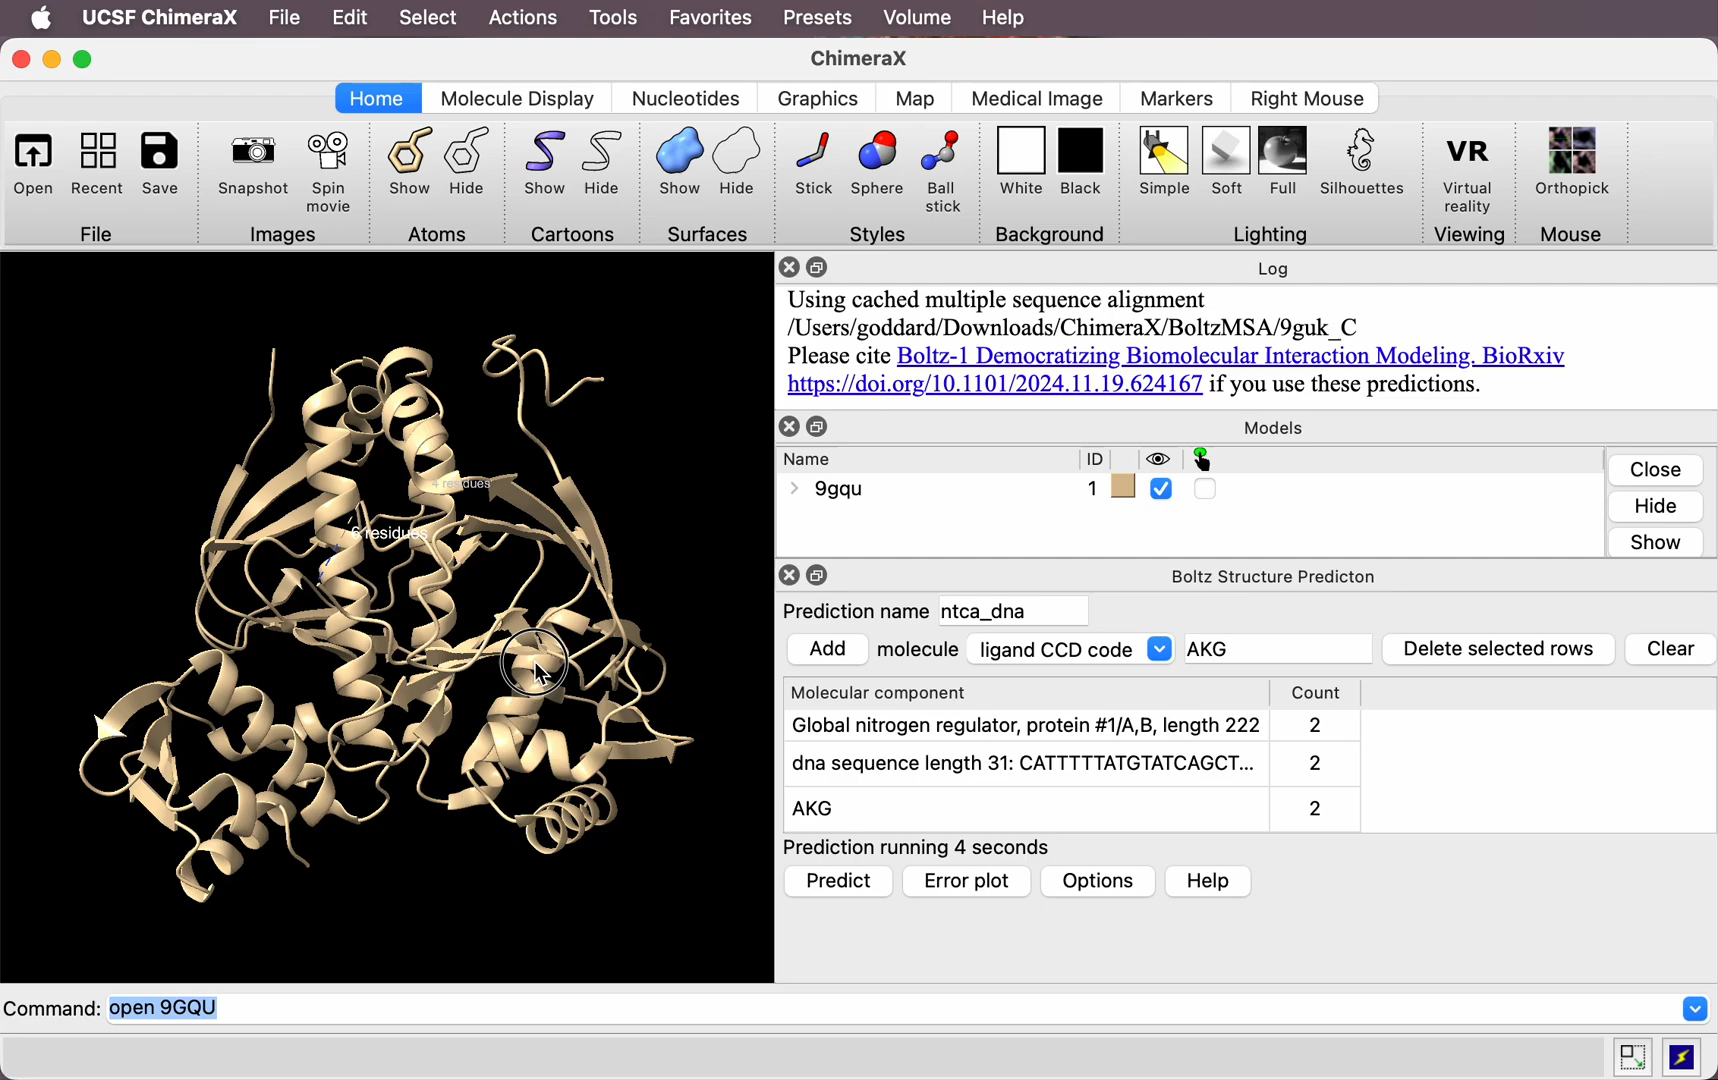 UCSF ChimeraX File Edit Select Actions Tools Favorites Presets Volume Help
ChimeraX
Home Molecule Display Nucleotides Graphics Map Medical Image Markers Right Mouse
Open Recent Save Snapshot Spin movie Show Hide Show Hide Show Hide Stick Sphere Ball stick White Black Simple Soft Full Silhouettes VR Virtual reality Orthopick
File Images Atoms Cartoons Surfaces Styles Background Lighting Viewing Mouse
Log
Using cached multiple sequence alignment
/Users/goddard/Downloads/ChimeraX/BoltzMSA/9guk_C
Please cite Boltz-1 Democratizing Biomolecular Interaction Modeling. BioRxiv
https://doi.org/10.1101/2024.11.19.624167 if you use these predictions.
Models
Name ID
9gqu 1
Close
Hide
Show
4 residues
6 residues
Boltz Structure Predicton
Prediction name ntca_dna
Add molecule ligand CCD code AKG Delete selected rows Clear
Molecular component Count
Global nitrogen regulator, protein #1/A,B, length 222 2
dna sequence length 31: CATTTTTATGTATCAGCT... 2
AKG 2
Prediction running 4 seconds
Predict Error plot Options Help
Command: open 9GQU